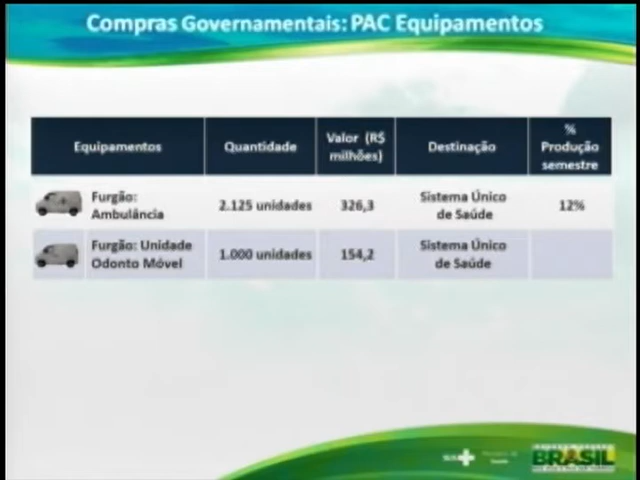 Compras Governamentais: PAC Equipamentos
Equipamentos
Quantidade
Valor (R$
milhões)
Destinação
%
Produção
semestre
Furgão:
Ambulância
2.125 unidades
326,3
Sistema Único
de Saúde
12%
Furgão: Unidade
Odonto Móvel
1.000 unidades
154,2
Sistema Único
de Saúde
SUS
BRASIL